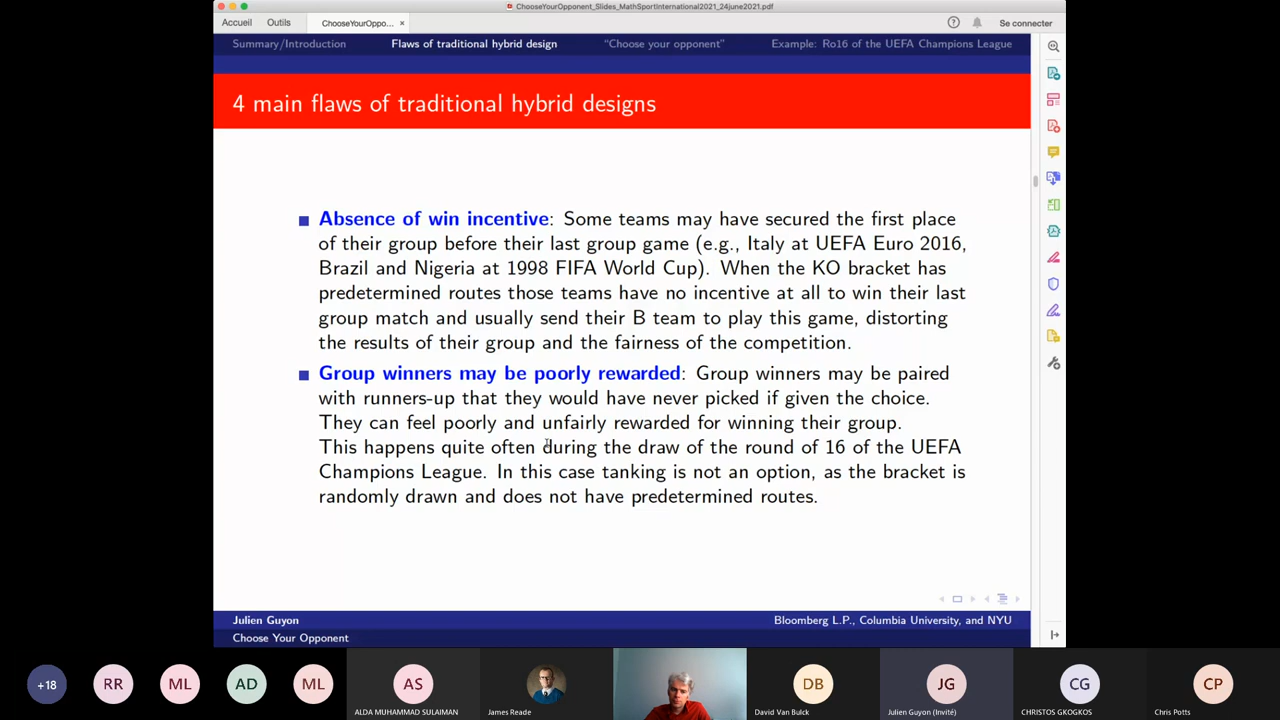 ChooseYourOpponent_Slides_MathSportInternational2021_24june2021.pdf
Accueil Outils ChooseYourOppo... × Se connecter
Summary/Introduction Flaws of traditional hybrid design "Choose your opponent" Example: Ro16 of the UEFA Champions League
4 main flaws of traditional hybrid designs
Absence of win incentive: Some teams may have secured the first place
of their group before their last group game (e.g., Italy at UEFA Euro 2016,
Brazil and Nigeria at 1998 FIFA World Cup). When the KO bracket has
predetermined routes those teams have no incentive at all to win their last
group match and usually send their B team to play this game, distorting
the results of their group and the fairness of the competition.
Group winners may be poorly rewarded: Group winners may be paired
with runners-up that they would have never picked if given the choice.
They can feel poorly and unfairly rewarded for winning their group.
This happens quite often during the draw of the round of 16 of the UEFA
Champions League. In this case tanking is not an option, as the bracket is
randomly drawn and does not have predetermined routes.
Julien Guyon Bloomberg L.P., Columbia University, and NYU
Choose Your Opponent
+18 RR ML AD ML AS DB JG CG CP
ALDA MUHAMMAD SULAIMAN James Reade David Van Bulck Julien Guyon (Invité) CHRISTOS GKOGKOS Chris Potts